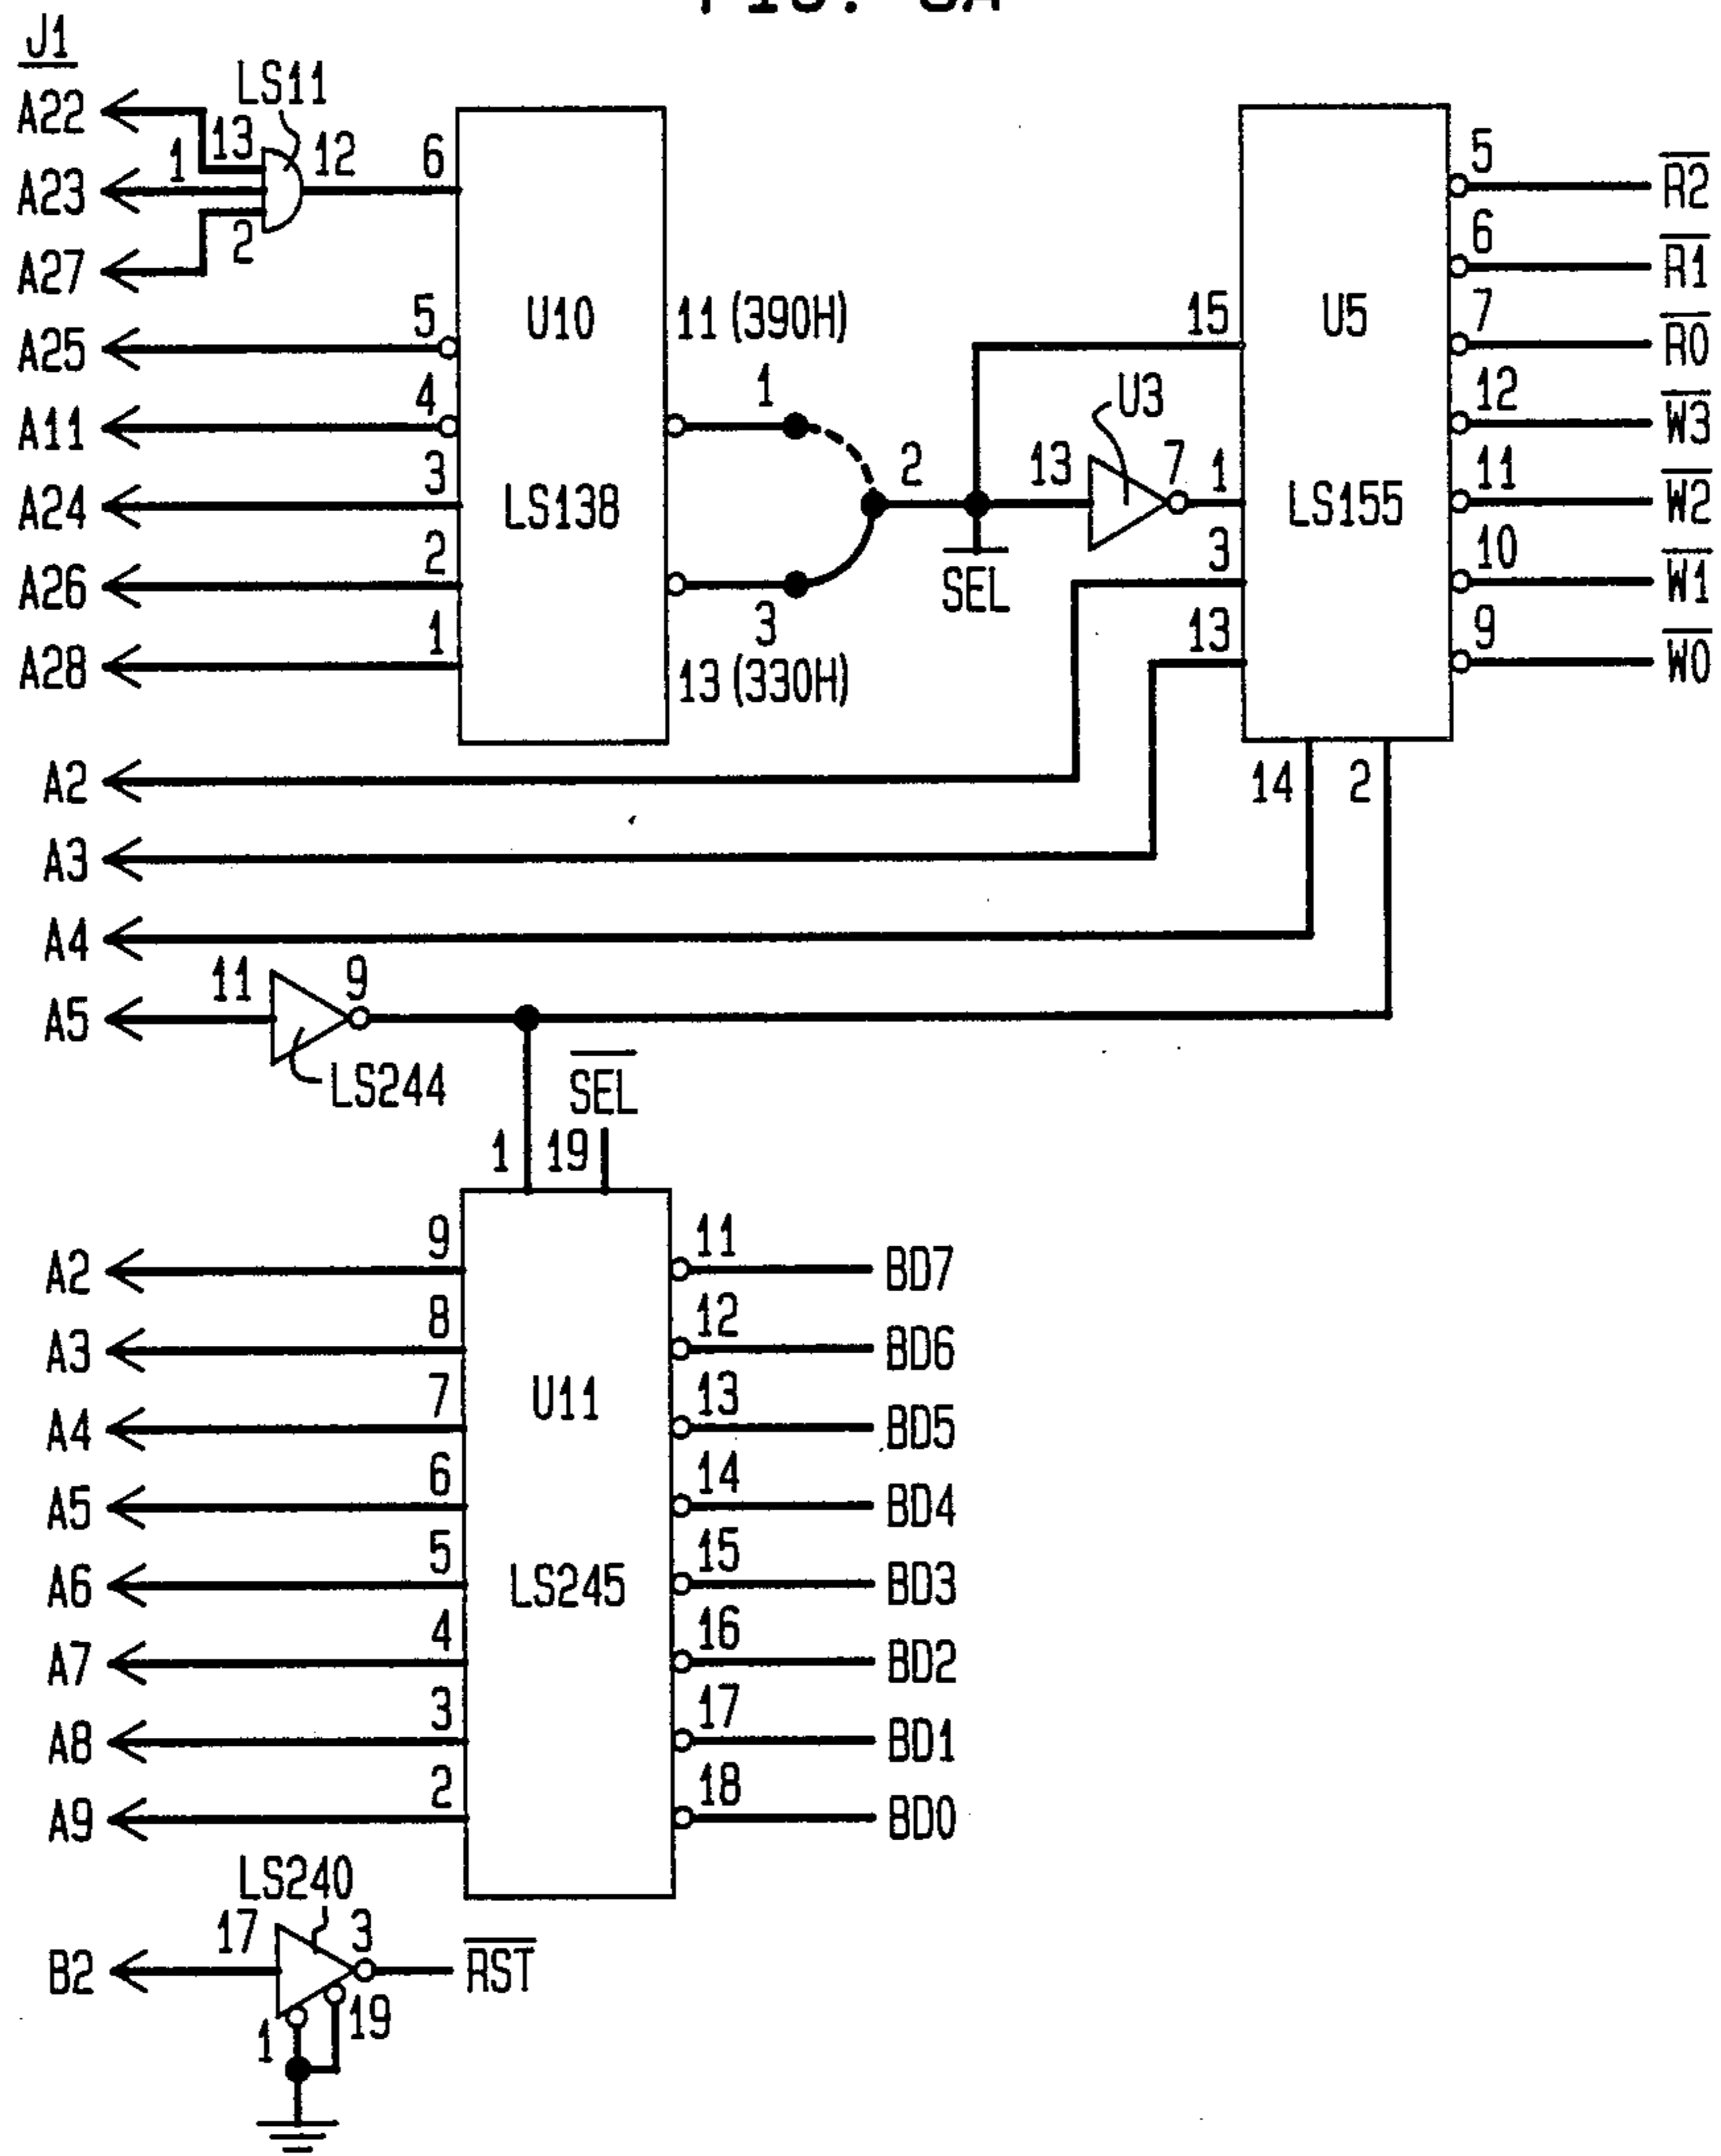 FIG.
J1
LS11
A22
A23
A27
A25
A11
A24
A26
A28
13
1
2
12
6
5
4
3
2
1
U10
LS138
11 (390H)
1
2
3
13 (330H)
SEL
U3
13
7
15
1
3
13
U5
LS155
14
2
5
R2
6
R1
7
R0
12
W3
11
W2
10
W1
9
W0
A2
A3
A4
A5
11
9
LS244
SEL
1
19
U11
LS245
A2
9
11
BD7
A3
8
12
BD6
A4
7
13
BD5
A5
6
14
BD4
A6
5
15
BD3
A7
4
16
BD2
A8
3
17
BD1
A9
2
18
BD0
LS240
B2
17
3
RST
1
19